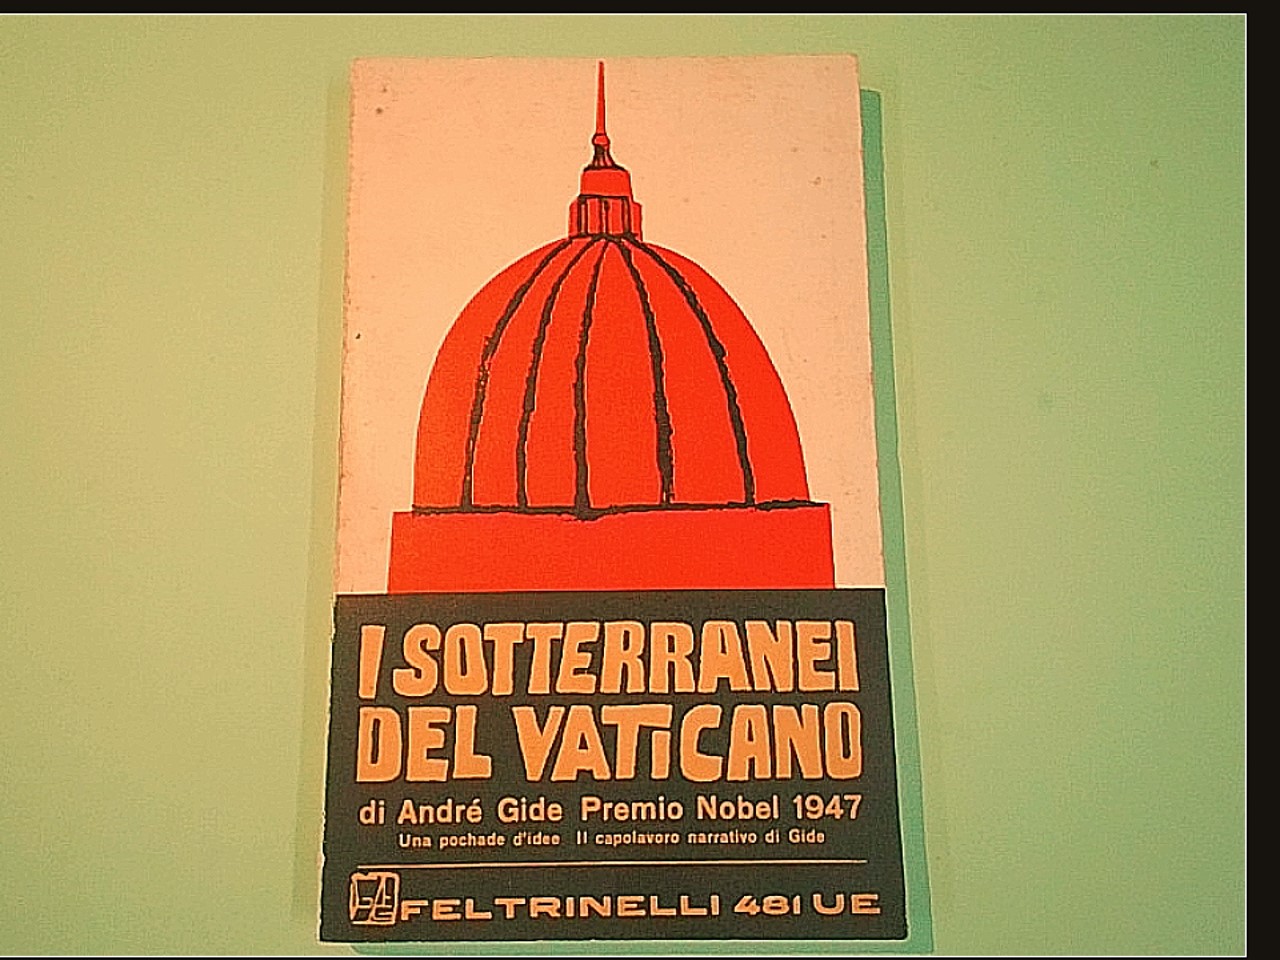 I SOTTERRANEI
DEL VATICANO
di André Gide Premio Nobel 1947
Una pochade d'idee Il capolavoro narrativo di Gide
FELTRINELLI 481 UE